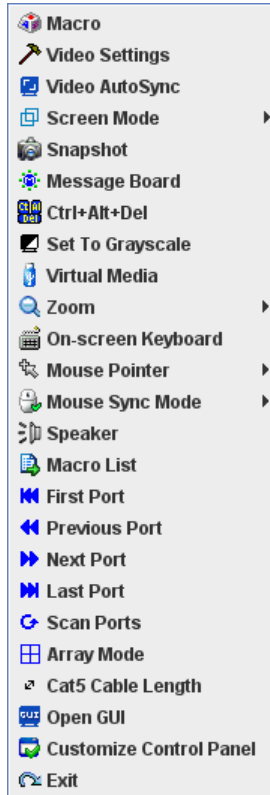 Macro
Video Settings
Video AutoSync
Screen Mode
Snapshot
Message Board
Ctrl+Alt+Del
Set To Grayscale
Virtual Media
Zoom
On-screen Keyboard
Mouse Pointer
Mouse Sync Mode
Speaker
Macro List
First Port
Previous Port
Next Port
Last Port
Scan Ports
Array Mode
Cat5 Cable Length
GUI Open GUI
Customize Control Panel
Exit